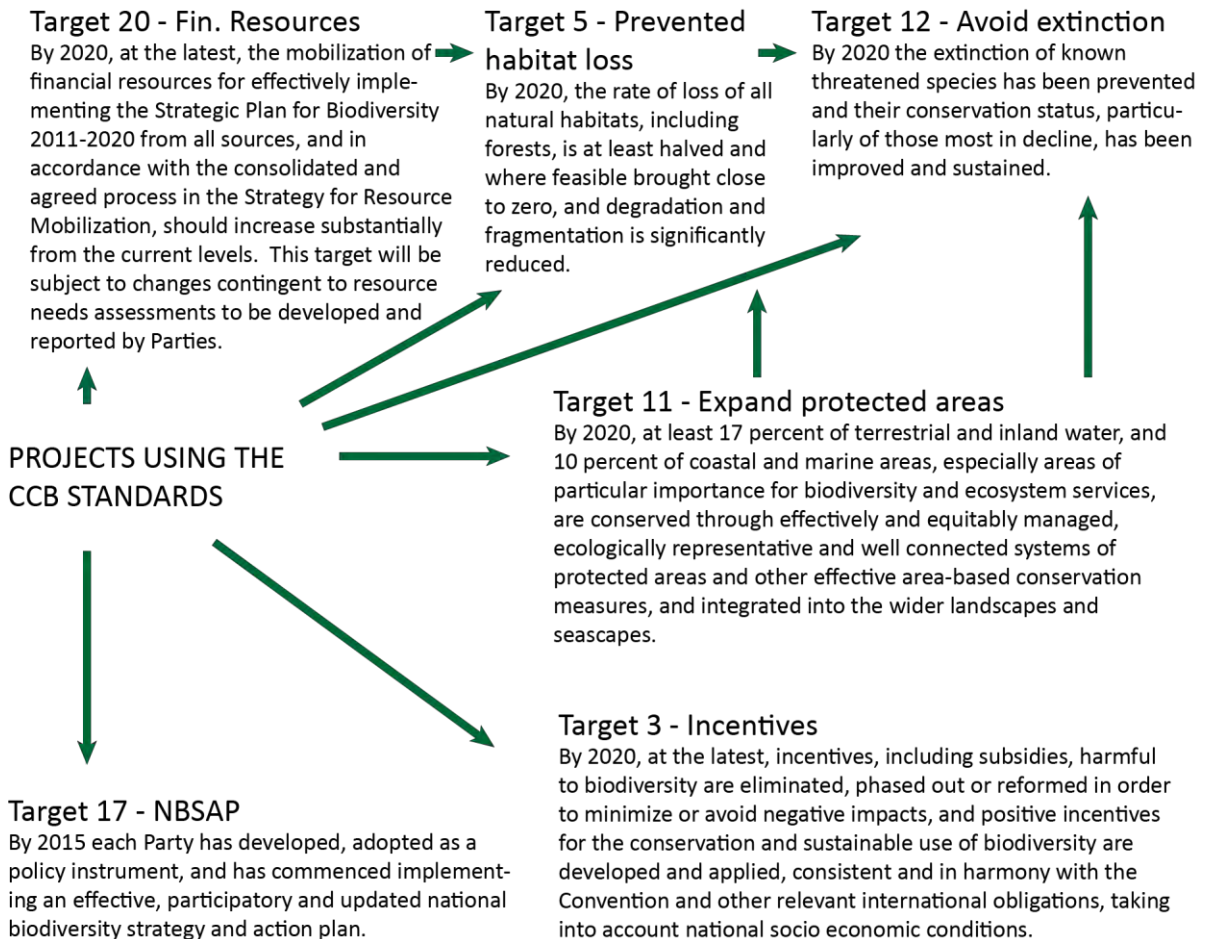 Target 20 - Fin. Resources
By 2020, at the latest, the mobilization of
financial resources for effectively imple-
menting the Strategic Plan for Biodiversity
2011-2020 from all sources, and in
accordance with the consolidated and
agreed process in the Strategy for Resource
Mobilization, should increase substantially
from the current levels.  This target will be
subject to changes contingent to resource
needs assessments to be developed and
reported by Parties.
Target 5 - Prevented
habitat loss
By 2020, the rate of loss of all
natural habitats, including
forests, is at least halved and
where feasible brought close
to zero, and degradation and
fragmentation is significantly
reduced.
Target 12 - Avoid extinction
By 2020 the extinction of known
threatened species has been prevented
and their conservation status, particu-
larly of those most in decline, has been
improved and sustained.
PROJECTS USING THE
CCB STANDARDS
Target 11 - Expand protected areas
By 2020, at least 17 percent of terrestrial and inland water, and
10 percent of coastal and marine areas, especially areas of
particular importance for biodiversity and ecosystem services,
are conserved through effectively and equitably managed,
ecologically representative and well connected systems of
protected areas and other effective area-based conservation
measures, and integrated into the wider landscapes and
seascapes.
Target 17 - NBSAP
By 2015 each Party has developed, adopted as a
policy instrument, and has commenced implement-
ing an effective, participatory and updated national
biodiversity strategy and action plan.
Target 3 - Incentives
By 2020, at the latest, incentives, including subsidies, harmful
to biodiversity are eliminated, phased out or reformed in order
to minimize or avoid negative impacts, and positive incentives
for the conservation and sustainable use of biodiversity are
developed and applied, consistent and in harmony with the
Convention and other relevant international obligations, taking
into account national socio economic conditions.